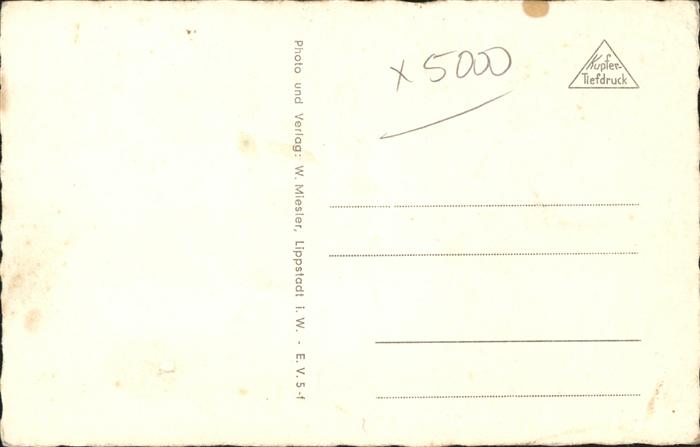 Photo und Verlag: W. Miesler, Lippstadt i. W. - E. V. 5 -f
x 5000
Kupfer-
Tiefdruck